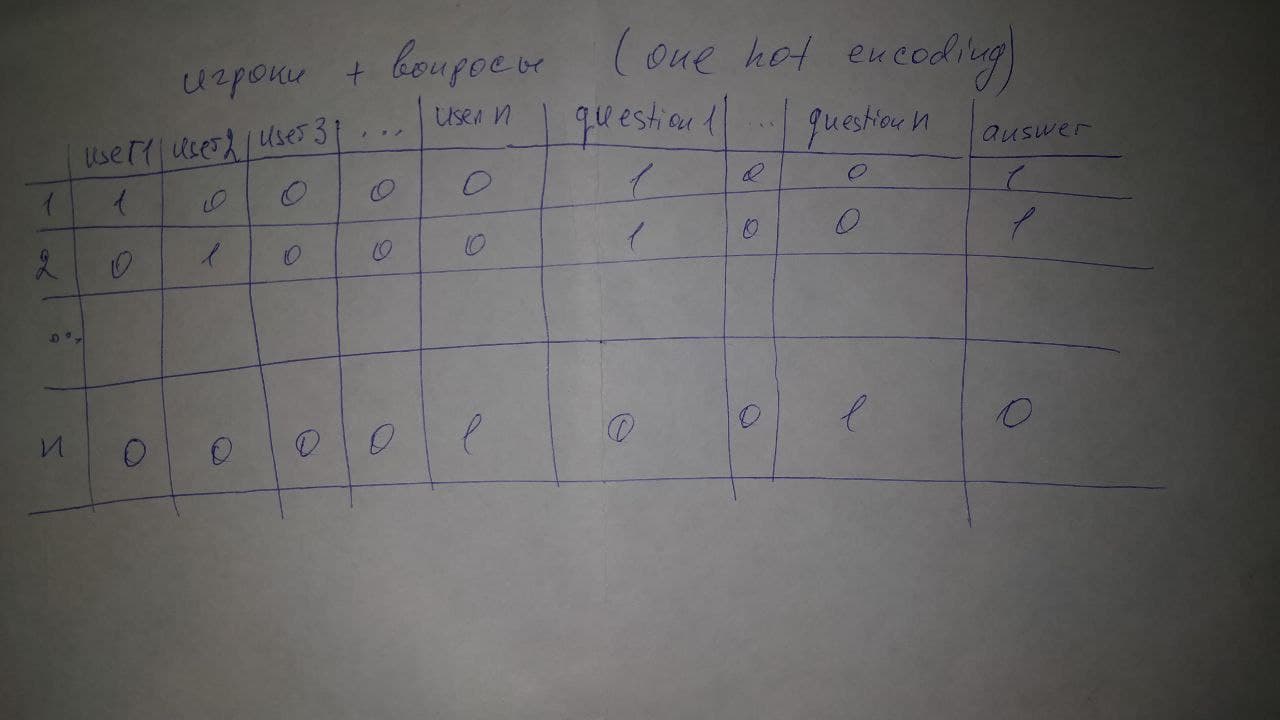 игроки + вопросы (one hot encoding)
user1 user2 user3 ... user n question1 ... question n answer
1 1 0 0 0 0 1 0 0 1
2 0 1 0 0 0 1 0 0 1
...
n 0 0 0 0 1 0 0 1 0